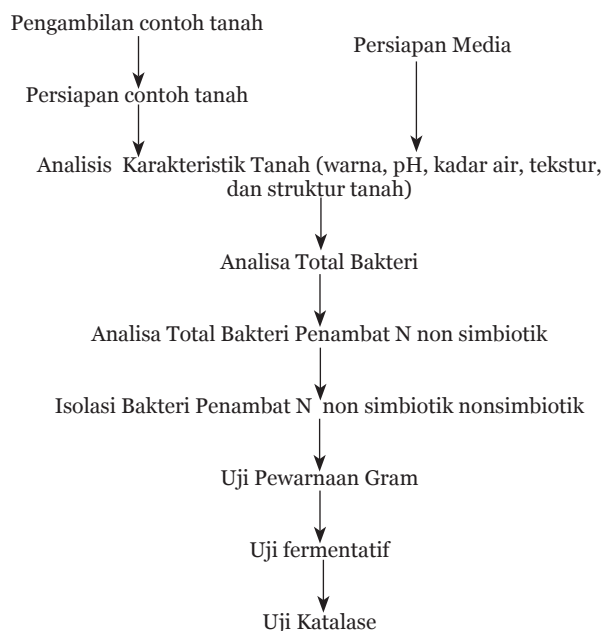 Pengambilan contoh tanah
Persiapan Media
Persiapan contoh tanah
Analisis Karakteristik Tanah (warna, pH, kadar air, tekstur,
dan struktur tanah)
Analisa Total Bakteri
Analisa Total Bakteri Penambat N non simbiotik
Isolasi Bakteri Penambat N non simbiotik nonsimbiotik
Uji Pewarnaan Gram
Uji fermentatif
Uji Katalase